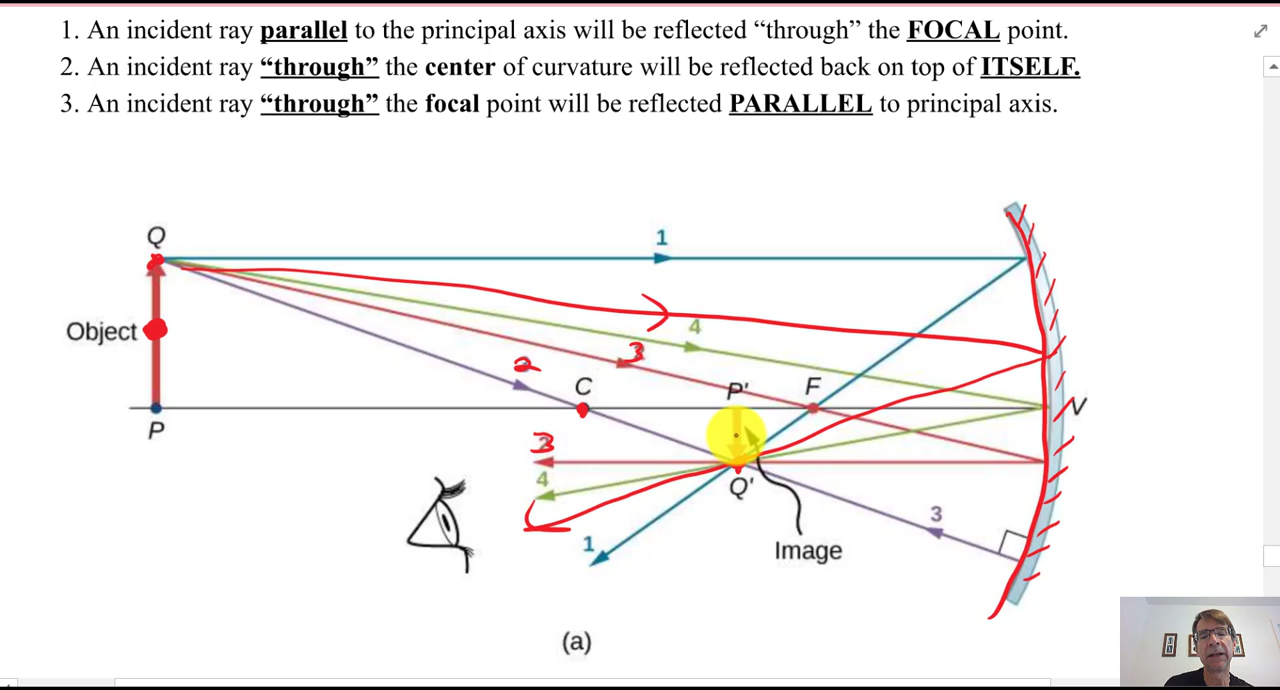 1. An incident ray parallel to the principal axis will be reflected “through” the FOCAL point.
2. An incident ray “through” the center of curvature will be reflected back on top of ITSELF.
3. An incident ray “through” the focal point will be reflected PARALLEL to principal axis.
Q
1
Object
4
3
2
C
P'
F
V
P
3
4
Q'
3
1
Image
(a)